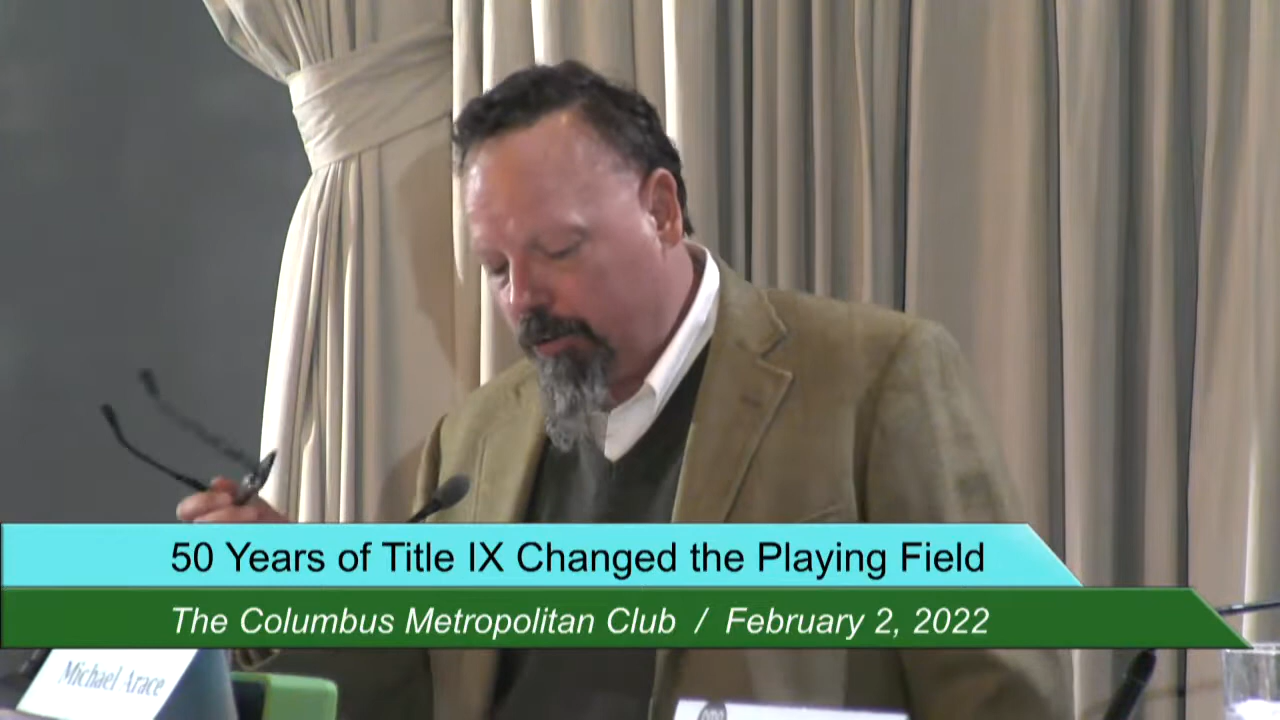 50 Years of Title IX Changed the Playing Field
The Columbus Metropolitan Club / February 2, 2022
Michael Arace